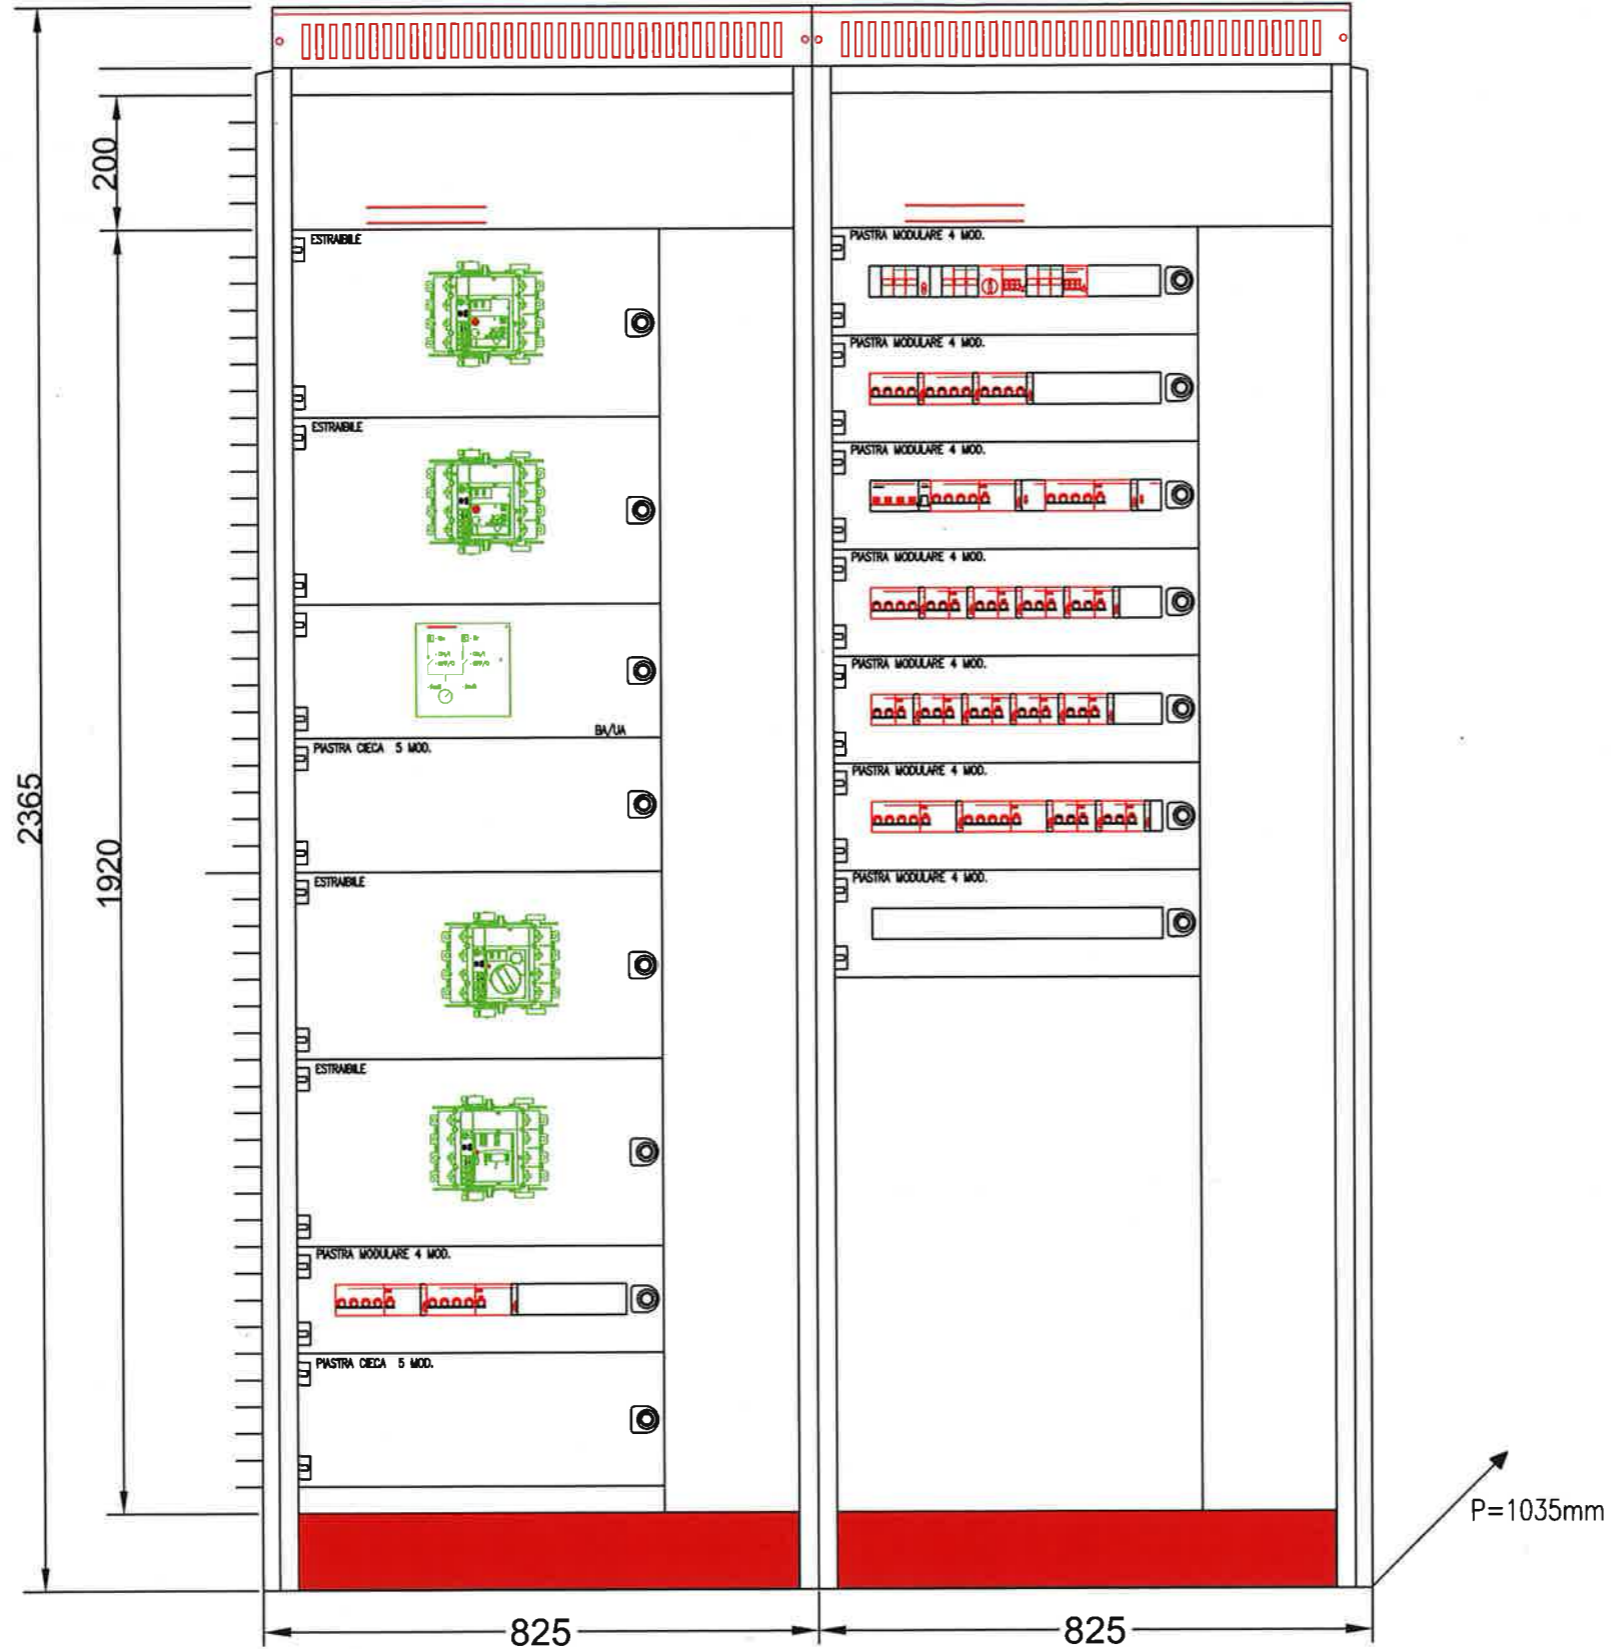 200
2365
1920
ESTRAIBILE
ESTRAIBILE
BA/UA
PIASTRA CIECA 5 MOD.
ESTRAIBILE
ESTRAIBILE
PIASTRA MODULARE 4 MOD.
PIASTRA CIECA 5 MOD.
PIASTRA MODULARE 4 MOD.
PIASTRA MODULARE 4 MOD.
PIASTRA MODULARE 4 MOD.
PIASTRA MODULARE 4 MOD.
PIASTRA MODULARE 4 MOD.
PIASTRA MODULARE 4 MOD.
PIASTRA MODULARE 4 MOD.
P=1035mm
825
825